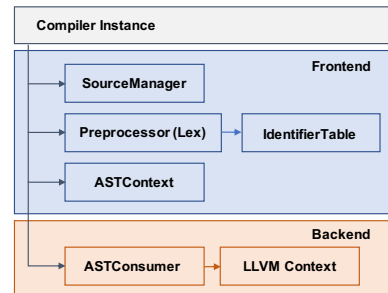 Compiler Instance
Frontend
SourceManager
Preprocessor (Lex)
IdentifierTable
ASTContext
Backend
ASTConsumer
LLVM Context